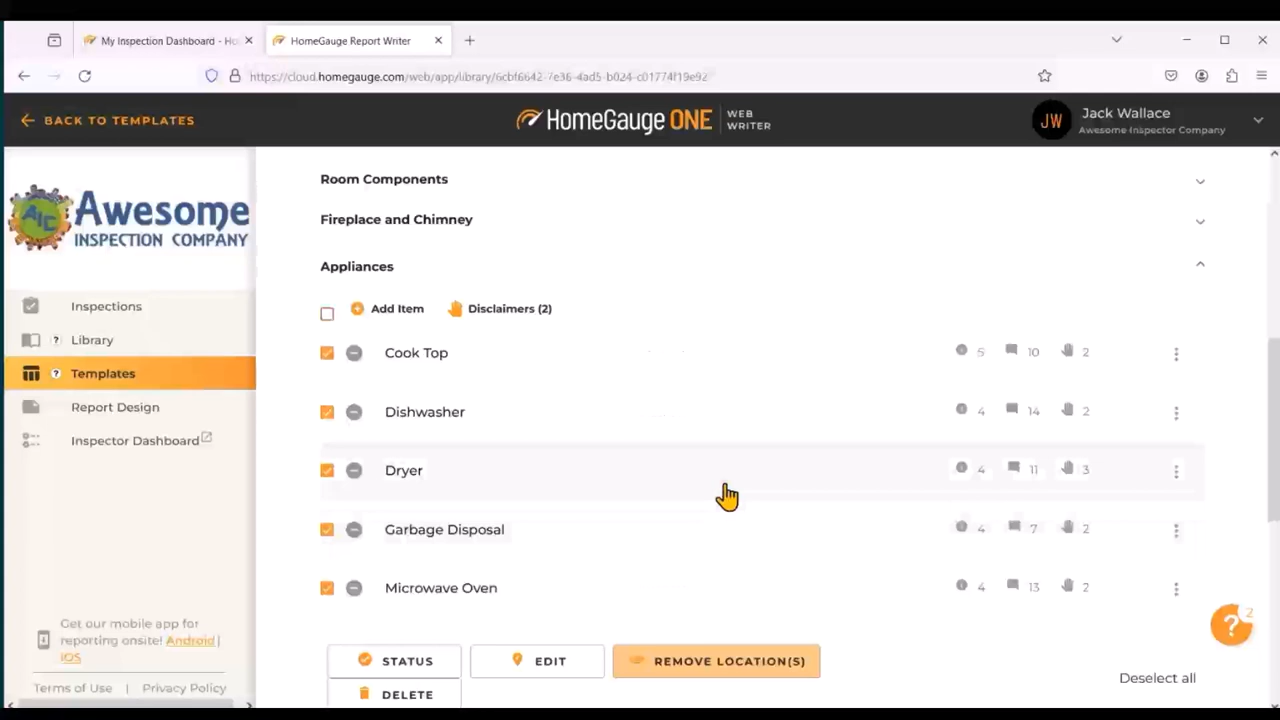 My Inspection Dashboard - Ho
HomeGauge Report Writer
https://cloud.homegauge.com/web/app/library/6cbf6642-7e36-4ad5-b024-c01774f19e92
BACK TO TEMPLATES
HomeGauge ONE
WEB
WRITER
JW
Jack Wallace
Awesome Inspector Company
AIC
Awesome
INSPECTION COMPANY
Inspections
? Library
? Templates
Report Design
Inspector Dashboard
Get our mobile app for
reporting onsite! Android |
iOS
Terms of Use | Privacy Policy
Room Components
Fireplace and Chimney
Appliances
Add Item Disclaimers (2)
Cook Top 5 10 2
Dishwasher 4 14 2
Dryer 4 11 3
Garbage Disposal 4 7 2
Microwave Oven 4 13 2
STATUS EDIT REMOVE LOCATION(S)
DELETE
Deselect all
? 2